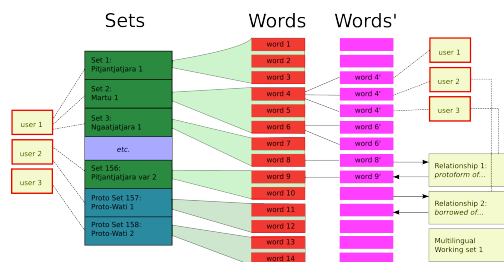 Sets
Words
Words'
Set 1:
Pitjantjatjara 1
Set 2:
Martu 1
Set 3:
Ngaatjatjara 1
etc.
Set 156:
Pitjantjatjara var 2
Proto Set 157:
Proto-Wati 1
Proto Set 158:
Proto-Wati 2
user 1
user 2
user 3
word 1
word 2
word 3
word 4
word 5
word 6
word 7
word 8
word 9
word 10
word 11
word 12
word 13
word 14
word 4'
word 4'
word 4'
word 6'
word 6'
word 8'
word 9'
user 1
user 2
user 3
Relationship 1:
protoform of...
Relationship 2:
borrowed of...
Multilingual
Working set 1